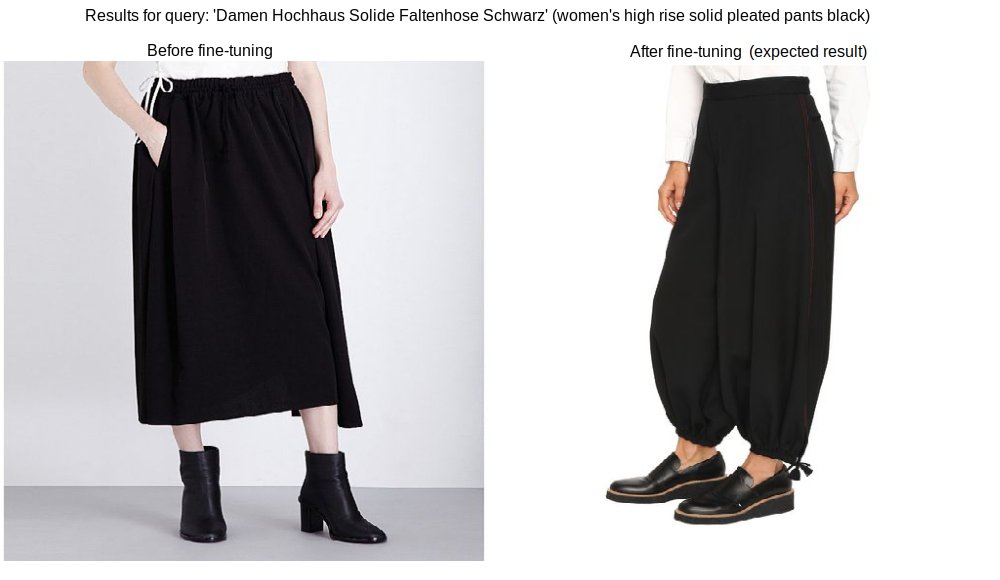 Results for query: 'Damen Hochhaus Solide Faltenhose Schwarz' (women's high rise solid pleated pants black)
Before fine-tuning
After fine-tuning (expected result)